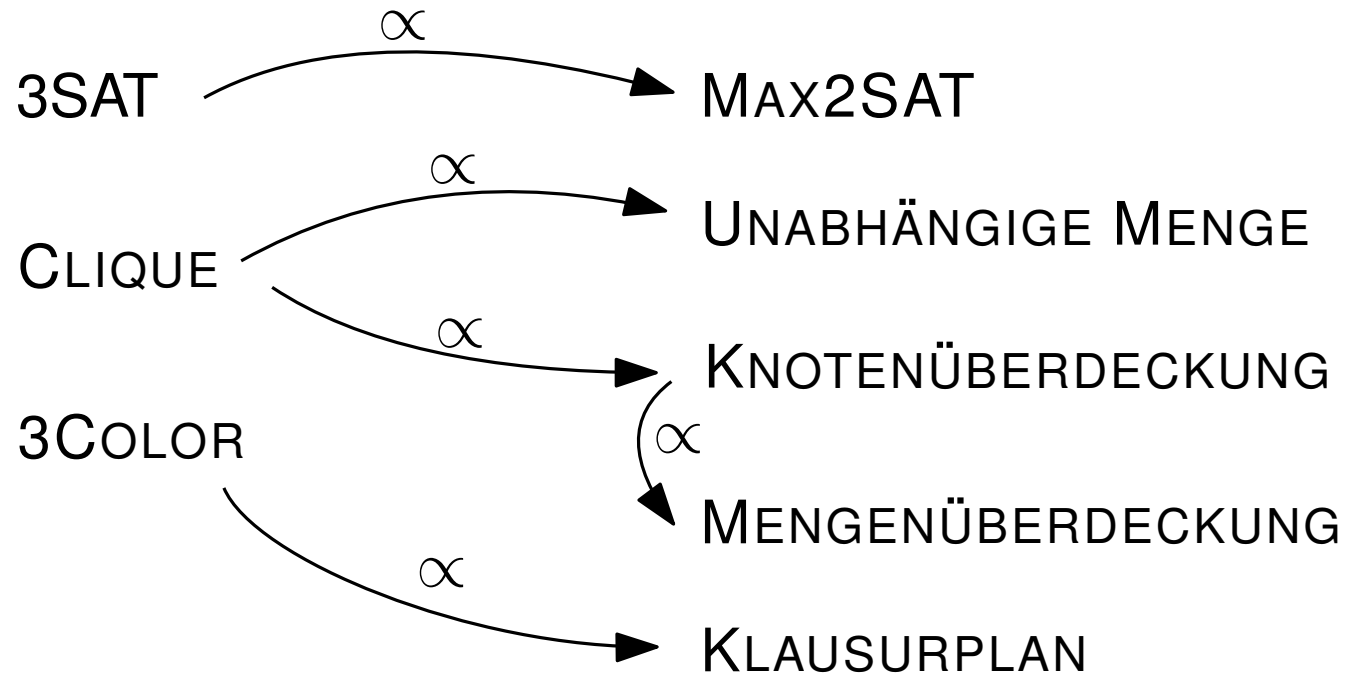 ∝
3SAT MAX2SAT
∝
UNABHÄNGIGE MENGE
CLIQUE
∝
KNOTENÜBERDECKUNG
3COLOR ∝
MENGENÜBERDECKUNG
∝
KLAUSURPLAN